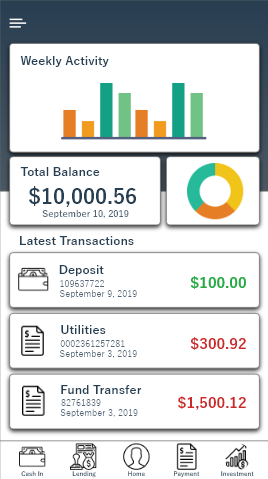 Weekly Activity
Total Balance
$10,000.56
September 10, 2019
Latest Transactions
Deposit
109637722
September 9, 2019
$100.00
Utilities
0002361257281
September 3, 2019
$300.92
Fund Transfer
82761839
September 3, 2019
$1,500.12
Cash In
Lending
Home
Payment
Investment